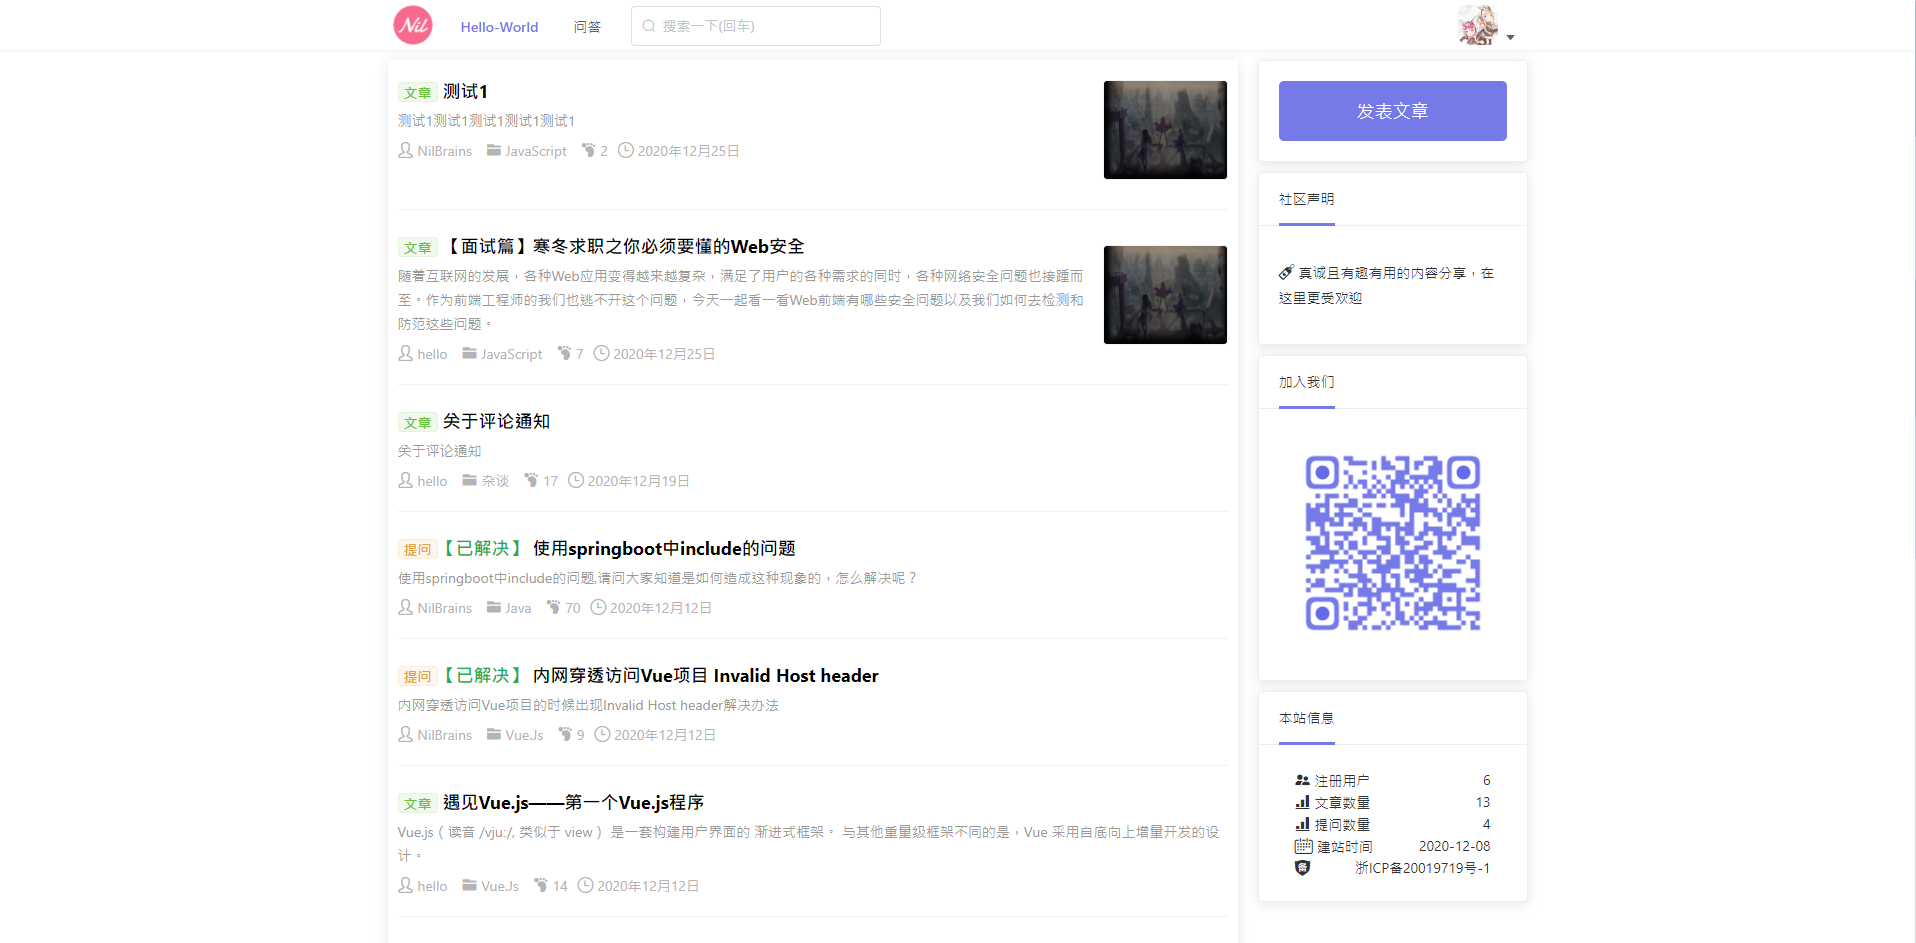 Nil Hello-World 问答 搜索一下(回车)
文章 测试1
测试1测试1测试1测试1测试1
NilBrains JavaScript 2 2020年12月25日
文章 【面试篇】寒冬求职之你必须要懂的Web安全
随着互联网的发展，各种Web应用变得越来越复杂，满足了用户的各种需求的同时，各种网络安全问题也接踵而
至。作为前端工程师的我们也逃不开这个问题，今天一起看一看Web前端有哪些安全问题以及我们如何去检测和
防范这些问题。
hello JavaScript 7 2020年12月25日
文章 关于评论通知
关于评论通知
hello 杂谈 17 2020年12月19日
提问 【已解决】 使用springboot中include的问题
使用springboot中include的问题,请问大家知道是如何造成这种现象的，怎么解决呢？
NilBrains Java 70 2020年12月12日
提问 【已解决】 内网穿透访问Vue项目 Invalid Host header
内网穿透访问Vue项目的时候出现Invalid Host header解决办法
NilBrains Vue.Js 9 2020年12月12日
文章 遇见Vue.js——第一个Vue.js程序
Vue.js（读音 /vjuː/, 类似于 view） 是一套构建用户界面的 渐进式框架。 与其他重量级框架不同的是，Vue 采用自底向上增量开发的设
计。
hello Vue.Js 14 2020年12月12日
发表文章
社区声明
真诚且有趣有用的内容分享，在
这里更受欢迎
加入我们
本站信息
注册用户 6
文章数量 13
提问数量 4
建站时间 2020-12-08
浙ICP备20019719号-1